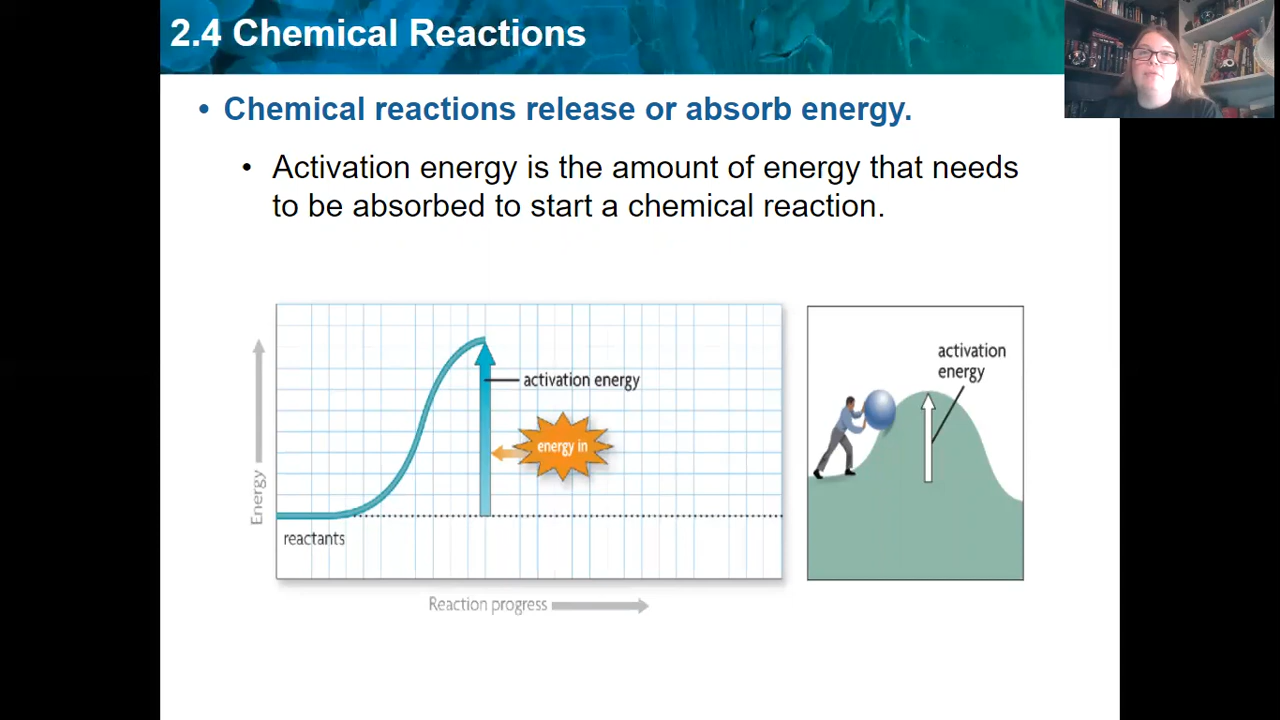 2.4 Chemical Reactions
• Chemical reactions release or absorb energy.
• Activation energy is the amount of energy that needs
to be absorbed to start a chemical reaction.
Energy
activation energy
energy in
reactants
Reaction progress
activation
energy